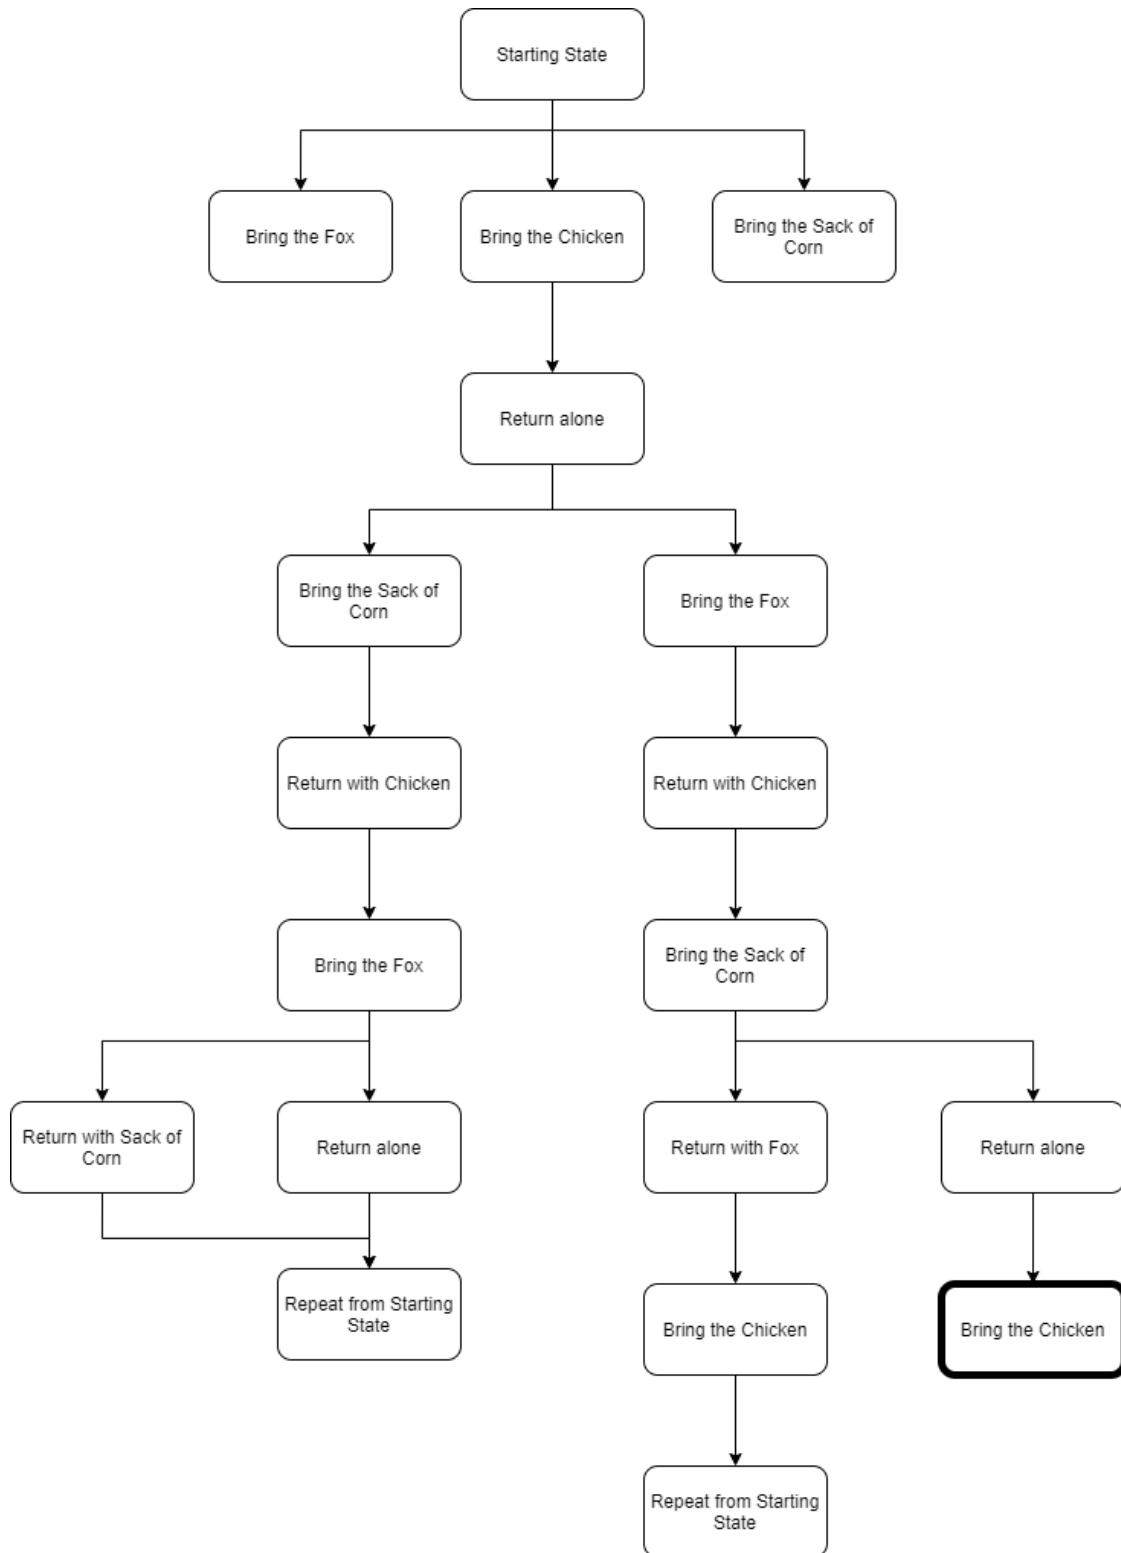 Starting State
Bring the Fox
Bring the Chicken
Bring the Sack of
Corn
Return alone
Bring the Sack of
Corn
Bring the Fox
Return with Chicken
Return with Chicken
Bring the Fox
Bring the Sack of
Corn
Return with Sack of
Corn
Return alone
Return with Fox
Return alone
Repeat from Starting
State
Bring the Chicken
Bring the Chicken
Repeat from Starting
State